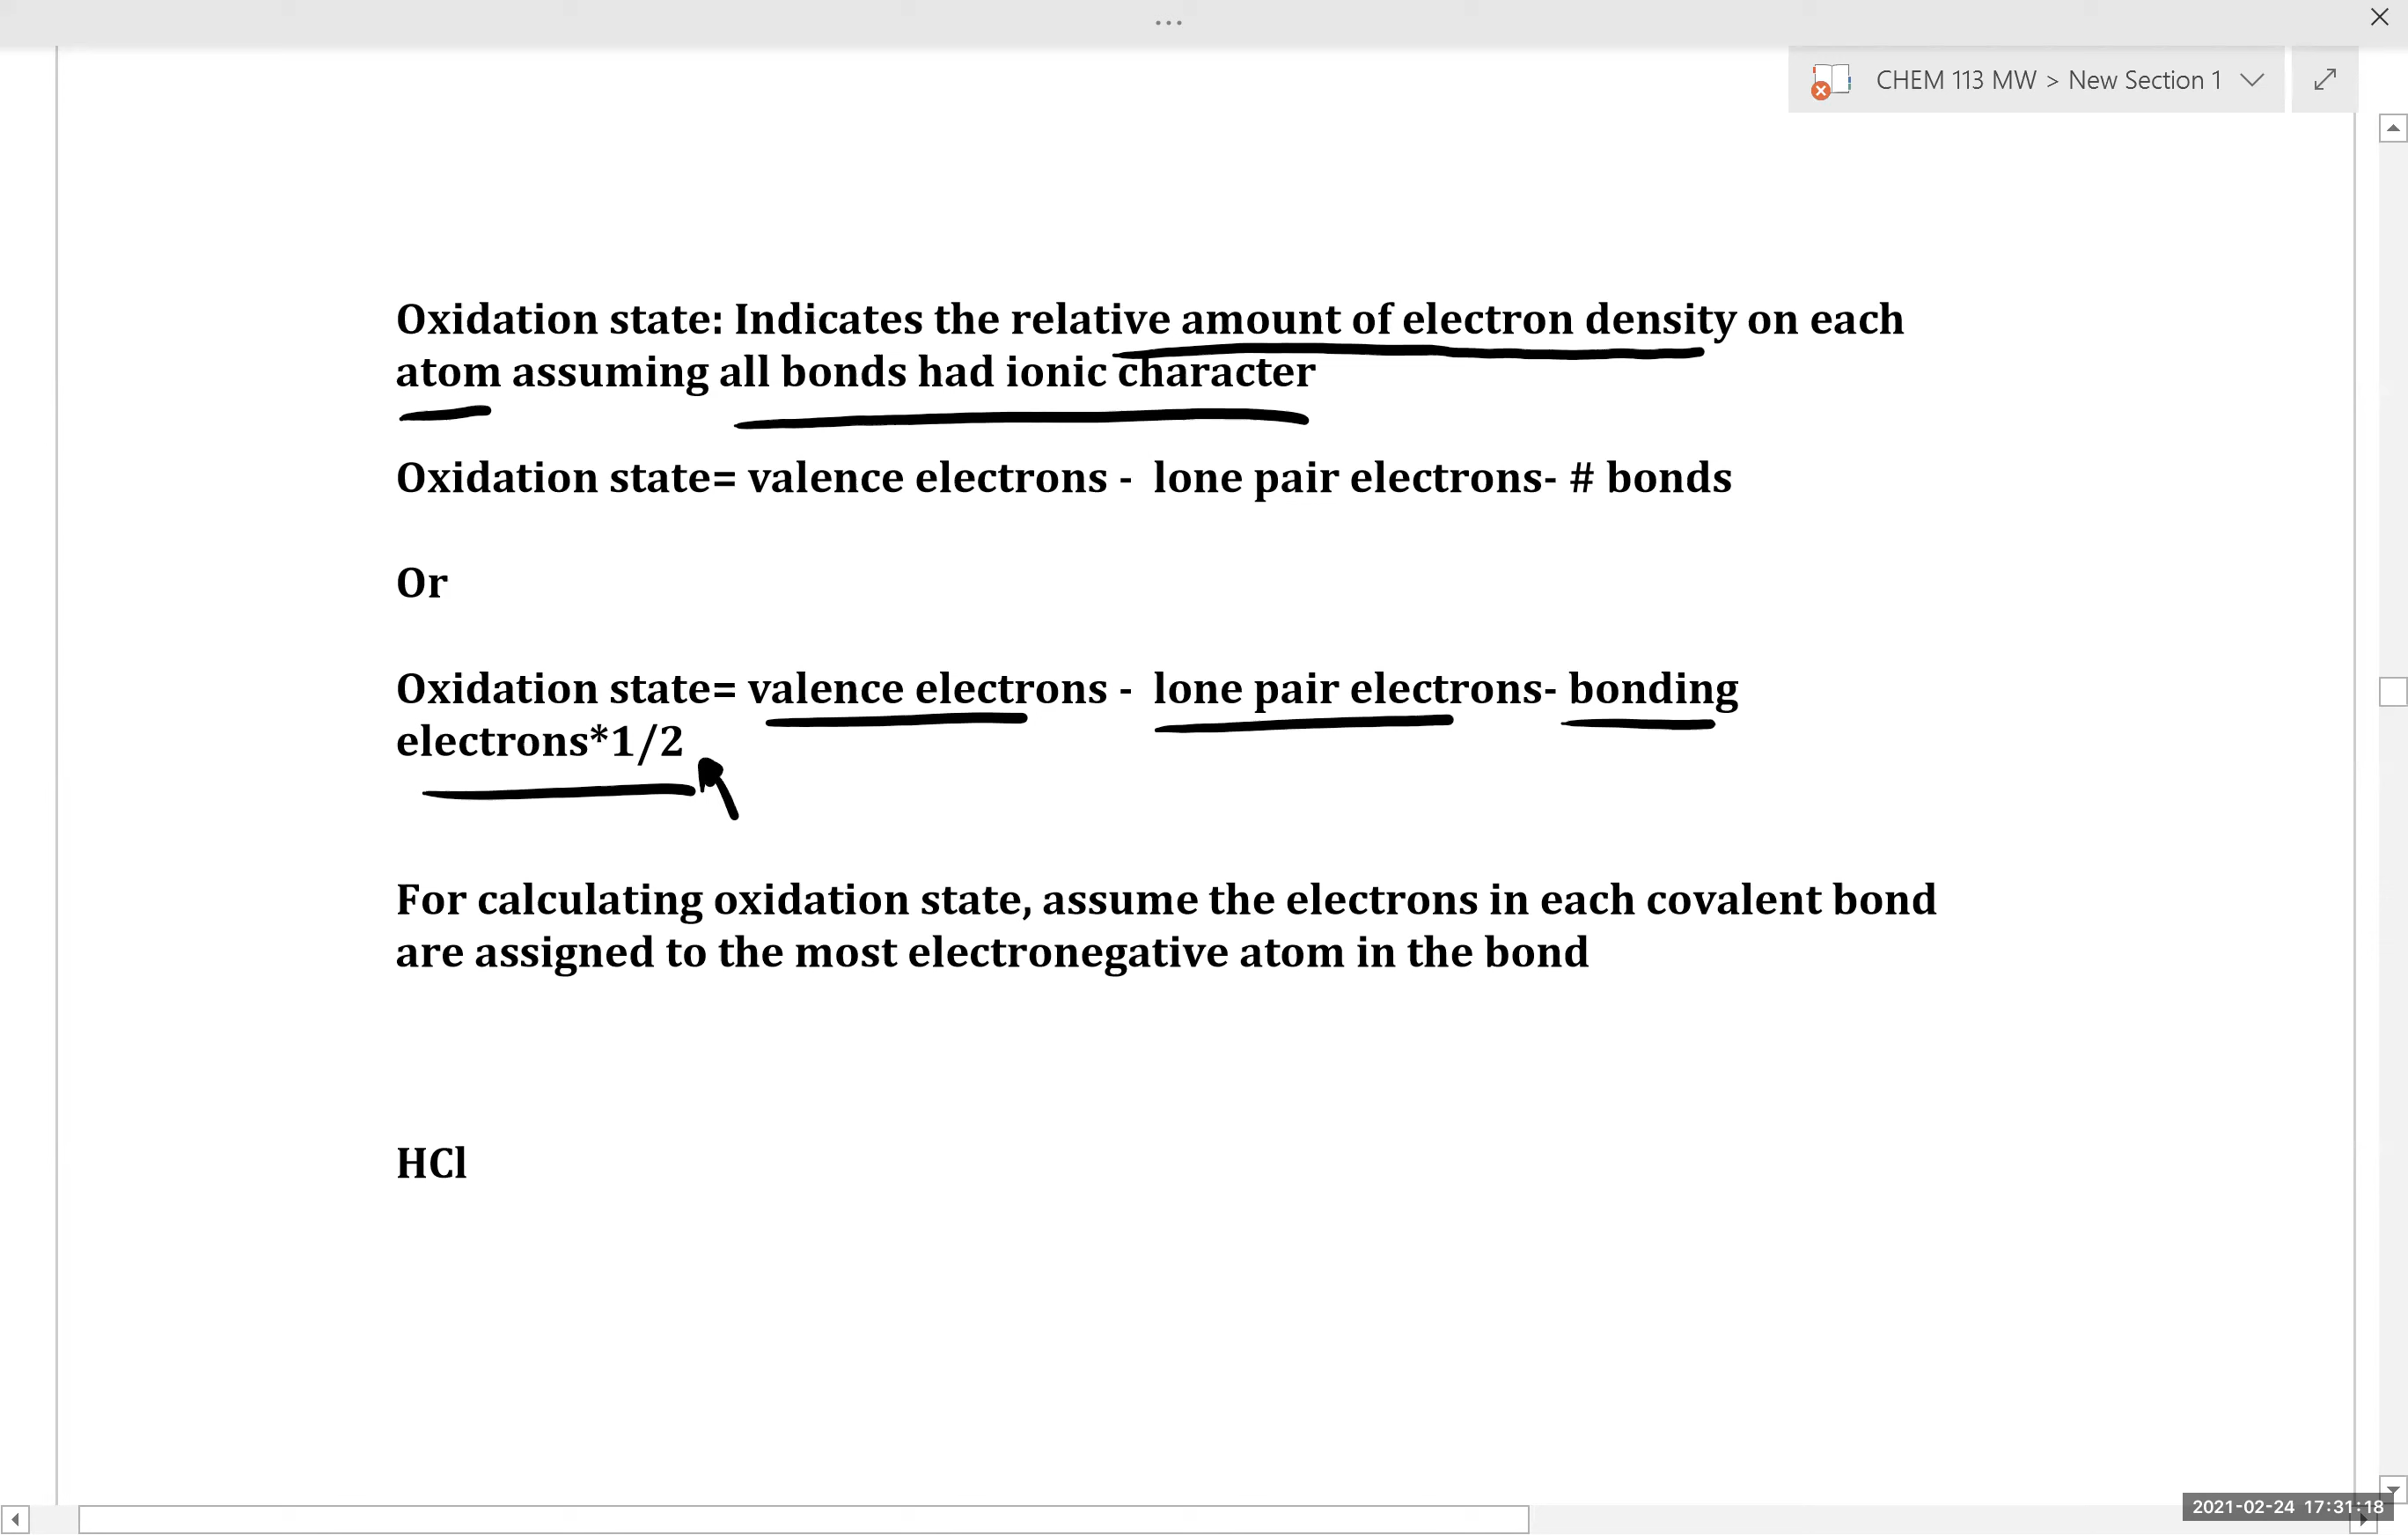 CHEM 113 MW > New Section 1
Oxidation state: Indicates the relative amount of electron density on each
atom assuming all bonds had ionic character
Oxidation state= valence electrons -  lone pair electrons- # bonds
Or
Oxidation state= valence electrons -  lone pair electrons- bonding
electrons*1/2
For calculating oxidation state, assume the electrons in each covalent bond
are assigned to the most electronegative atom in the bond
HCl
2021-02-24 17:31:18